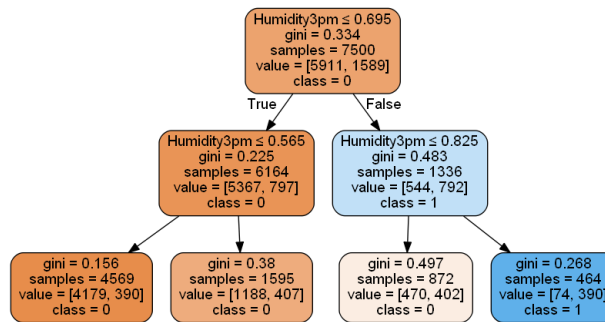 Humidity3pm ≤ 0.695
gini = 0.334
samples = 7500
value = [5911, 1589]
class = 0
True
False
Humidity3pm ≤ 0.565
gini = 0.225
samples = 6164
value = [5367, 797]
class = 0
Humidity3pm ≤ 0.825
gini = 0.483
samples = 1336
value = [544, 792]
class = 1
gini = 0.156
samples = 4569
value = [4179, 390]
class = 0
gini = 0.38
samples = 1595
value = [1188, 407]
class = 0
gini = 0.497
samples = 872
value = [470, 402]
class = 0
gini = 0.268
samples = 464
value = [74, 390]
class = 1